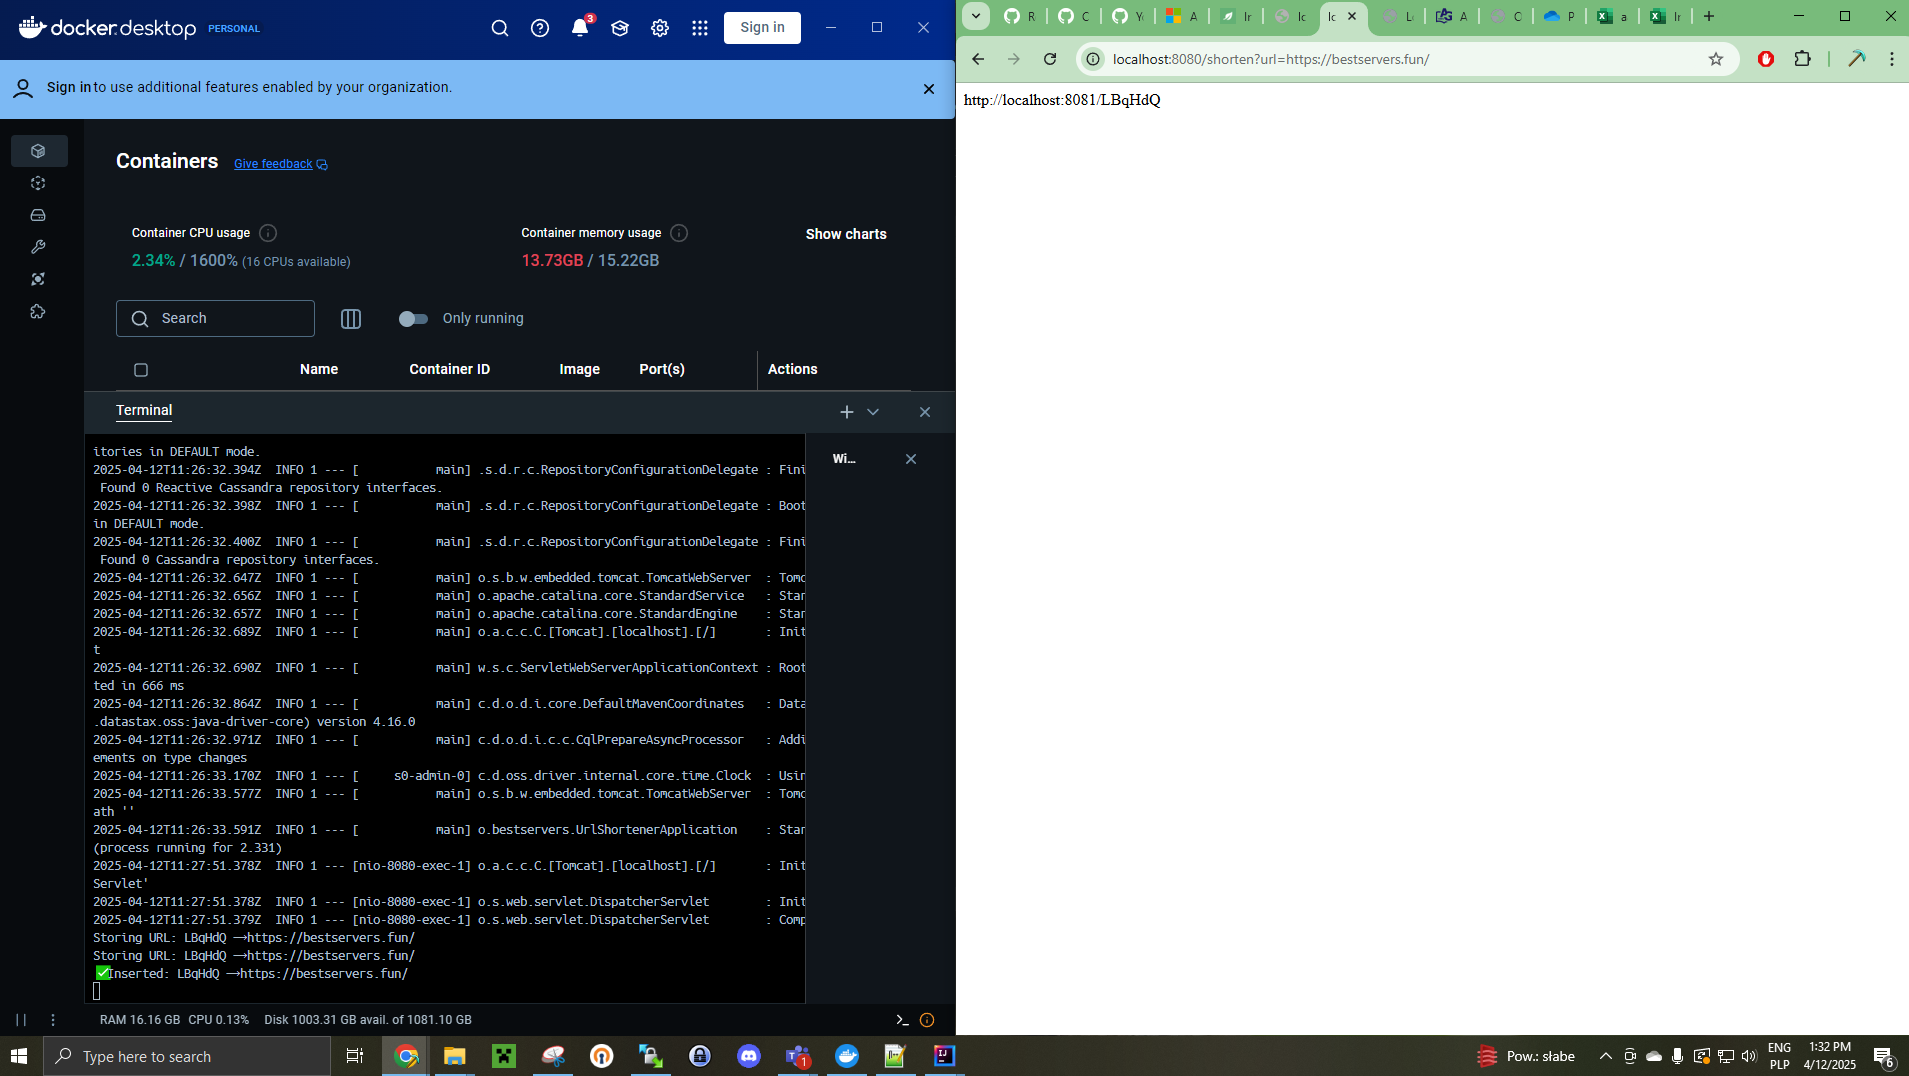 docker.desktop PERSONAL
3
Sign in
Sign in to use additional features enabled by your organization.
Containers
Give feedback
Container CPU usage
2.34% / 1600% (16 CPUs available)
Container memory usage
13.73GB / 15.22GB
Show charts
Search
Only running
Name Container ID Image Port(s) Actions
Terminal
Wi...
itories in DEFAULT mode.
2025-04-12T11:26:32.394Z  INFO 1 --- [           main] .s.d.r.c.RepositoryConfigurationDelegate : Fini
 Found 0 Reactive Cassandra repository interfaces.
2025-04-12T11:26:32.398Z  INFO 1 --- [           main] .s.d.r.c.RepositoryConfigurationDelegate : Boot
in DEFAULT mode.
2025-04-12T11:26:32.400Z  INFO 1 --- [           main] .s.d.r.c.RepositoryConfigurationDelegate : Fini
 Found 0 Cassandra repository interfaces.
2025-04-12T11:26:32.647Z  INFO 1 --- [           main] o.s.b.w.embedded.tomcat.TomcatWebServer  : Tomc
2025-04-12T11:26:32.656Z  INFO 1 --- [           main] o.apache.catalina.core.StandardService   : Star
2025-04-12T11:26:32.657Z  INFO 1 --- [           main] o.apache.catalina.core.StandardEngine    : Star
2025-04-12T11:26:32.689Z  INFO 1 --- [           main] o.a.c.c.C.[Tomcat].[localhost].[/]       : Init
t
2025-04-12T11:26:32.690Z  INFO 1 --- [           main] w.s.c.ServletWebServerApplicationContext : Root
ted in 666 ms
2025-04-12T11:26:32.864Z  INFO 1 --- [           main] c.d.o.d.i.core.DefaultMavenCoordinates   : Data
.datastax.oss:java-driver-core) version 4.16.0
2025-04-12T11:26:32.971Z  INFO 1 --- [           main] c.d.o.d.i.c.c.CqlPrepareAsyncProcessor   : Addi
ements on type changes
2025-04-12T11:26:33.170Z  INFO 1 --- [     s0-admin-0] c.d.oss.driver.internal.core.time.Clock  : Usin
2025-04-12T11:26:33.577Z  INFO 1 --- [           main] o.s.b.w.embedded.tomcat.TomcatWebServer  : Tomc
ath ''
2025-04-12T11:26:33.591Z  INFO 1 --- [           main] o.bestservers.UrlShortenerApplication    : Star
(process running for 2.331)
2025-04-12T11:27:51.378Z  INFO 1 --- [nio-8080-exec-1] o.a.c.c.C.[Tomcat].[localhost].[/]       : Init
Servlet'
2025-04-12T11:27:51.378Z  INFO 1 --- [nio-8080-exec-1] o.s.web.servlet.DispatcherServlet        : Init
2025-04-12T11:27:51.379Z  INFO 1 --- [nio-8080-exec-1] o.s.web.servlet.DispatcherServlet        : Comp
Storing URL: LBqHdQ →https://bestservers.fun/
Storing URL: LBqHdQ →https://bestservers.fun/
✅Inserted: LBqHdQ →https://bestservers.fun/
RAM 16.16 GB CPU 0.13% Disk 1003.31 GB avail. of 1081.10 GB
localhost:8080/shorten?url=https://bestservers.fun/
http://localhost:8081/LBqHdQ
Type here to search
1
Pow.: słabe
ENG
PLP
1:32 PM
4/12/2025
6